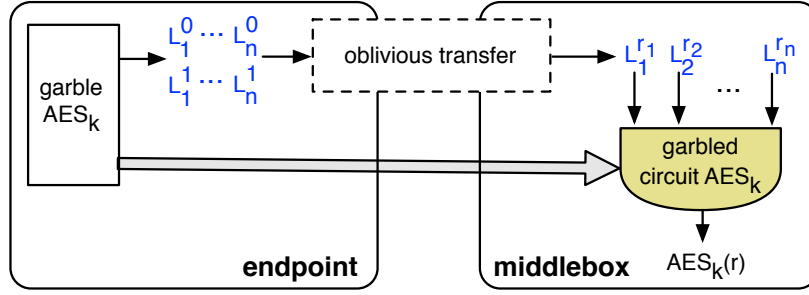 garble
AES_k
L_1^0 ... L_n^0
L_1^1 ... L_n^1
oblivious transfer
L_1^{r_1} L_2^{r_2} L_n^{r_n}
...
garbled
circuit AES_k
AES_k(r)
endpoint
middlebox